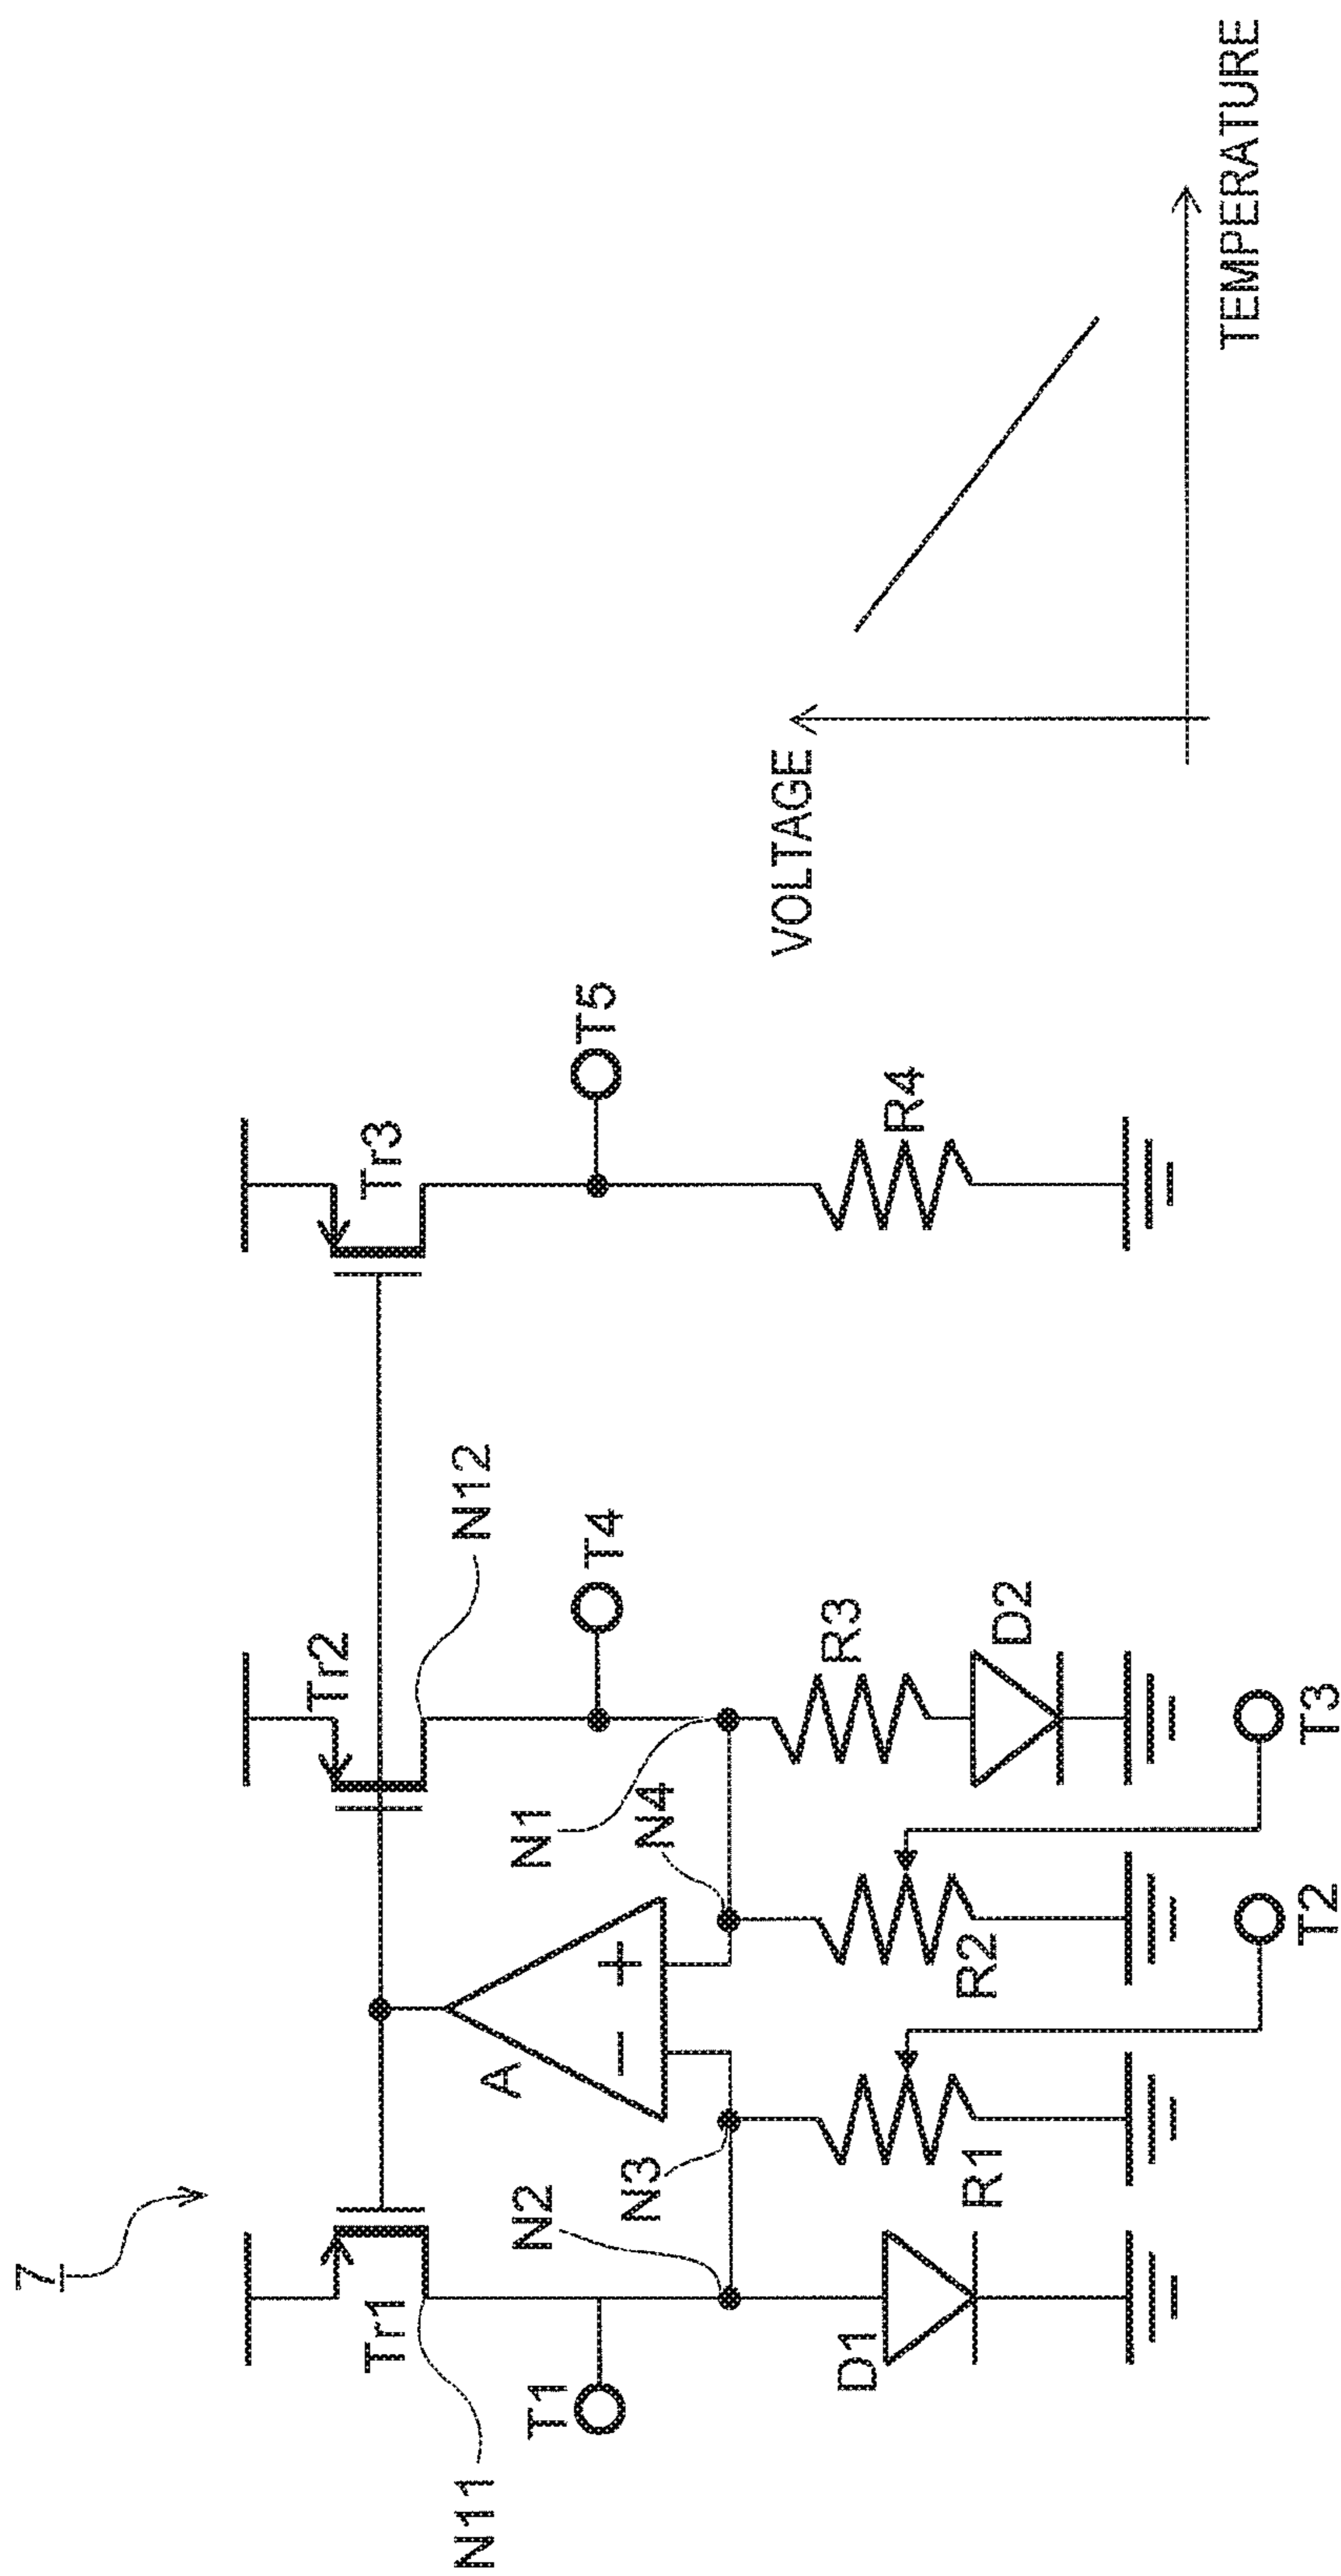 7
Tr1
Tr2
Tr3
N11
N12
T1
T4
T5
A
−
+
N2
N3
N4
N1
D1
R1
R2
R3
D2
R4
T2
T3
VOLTAGE
TEMPERATURE